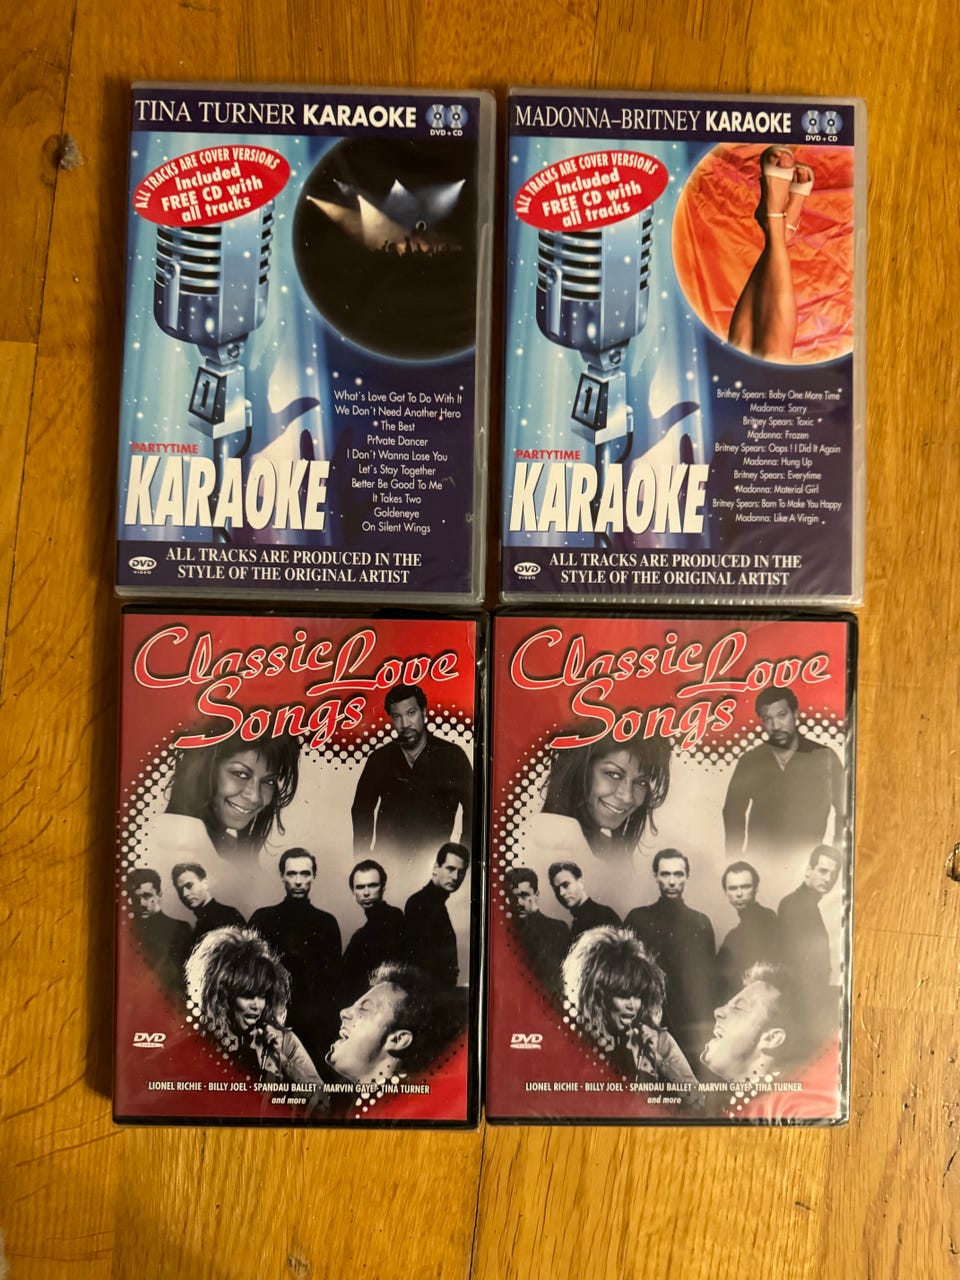 TINA TURNER KARAOKE
DVD + CD
ALL TRACKS ARE COVER VERSIONS
Included
FREE CD with
all tracks
What´s Love Got To Do With It
We Don´t Need Another Hero
The Best
Private Dancer
I Don´t Wanna Lose You
Let´s Stay Together
Better Be Good To Me
It Takes Two
Goldeneye
On Silent Wings
PARTYTIME
KARAOKE
DVD
VIDEO
ALL TRACKS ARE PRODUCED IN THE
STYLE OF THE ORIGINAL ARTIST
MADONNA–BRITNEY KARAOKE
DVD + CD
ALL TRACKS ARE COVER VERSIONS
Included
FREE CD with
all tracks
Britney Spears: Baby One More Time
Madonna: Sorry
Britney Spears: Toxic
Madonna: Frozen
Britney Spears: Oops ! I Did It Again
Madonna: Hung Up
Britney Spears: Everytime
Madonna: Material Girl
Britney Spears: Born To Make You Happy
Madonna: Like A Virgin
PARTYTIME
KARAOKE
DVD
VIDEO
ALL TRACKS ARE PRODUCED IN THE
STYLE OF THE ORIGINAL ARTIST
Classic Love
Songs
DVD
VIDEO
LIONEL RICHIE · BILLY JOEL · SPANDAU BALLET · MARVIN GAYE · TINA TURNER
and more
Classic Love
Songs
DVD
VIDEO
LIONEL RICHIE · BILLY JOEL · SPANDAU BALLET · MARVIN GAYE · TINA TURNER
and more